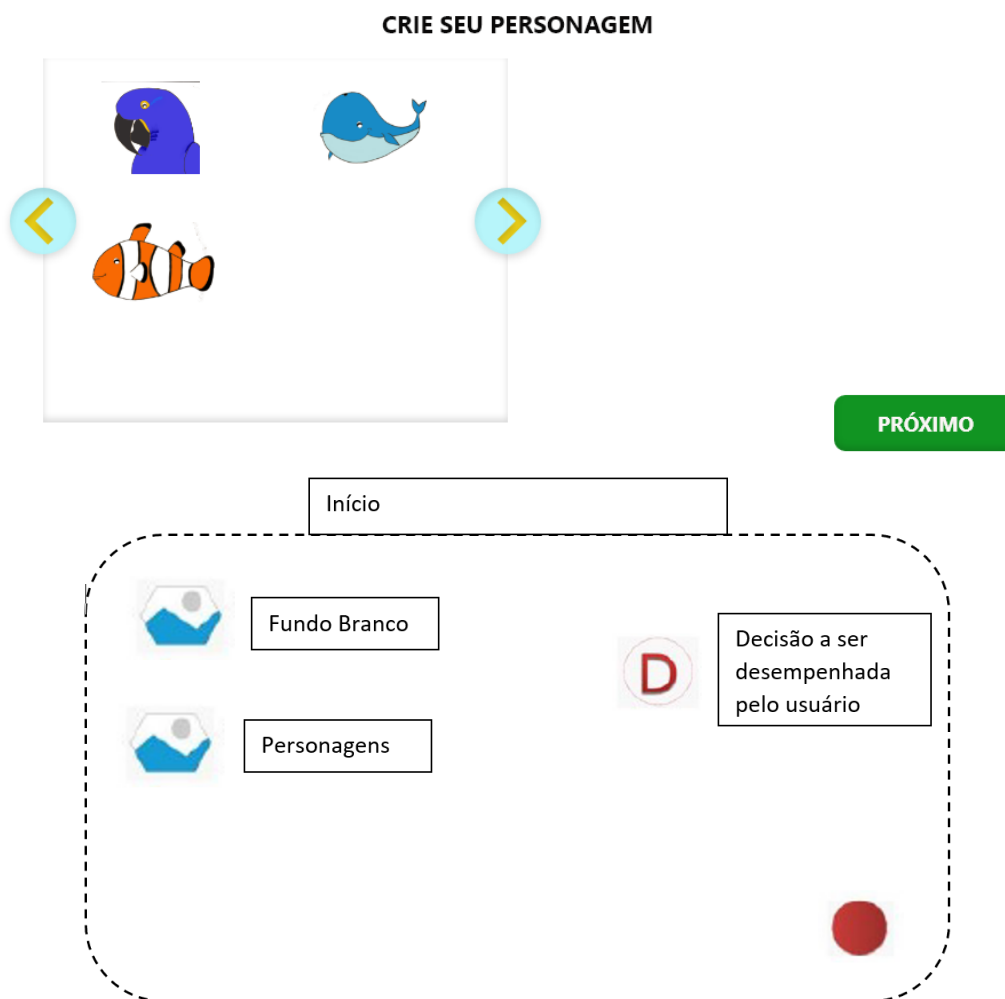 CRIE SEU PERSONAGEM
PRÓXIMO
Início
Fundo Branco
Decisão a ser
desempenhada
pelo usuário
D
Personagens